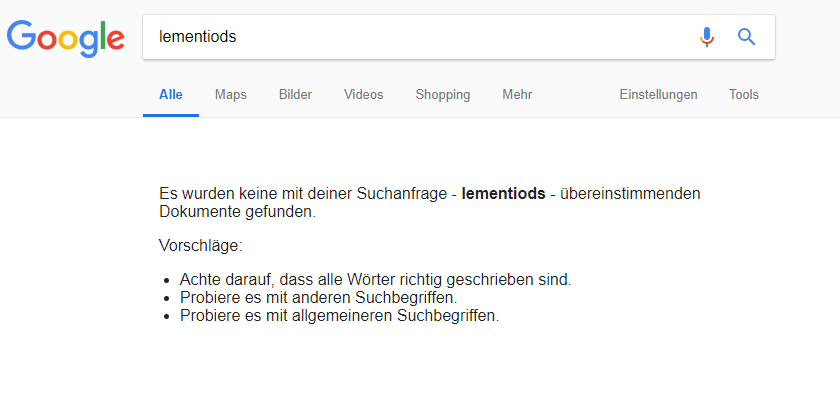 Google
lementiods
Alle Maps Bilder Videos Shopping Mehr Einstellungen Tools
Es wurden keine mit deiner Suchanfrage - lementiods - übereinstimmenden
Dokumente gefunden.
Vorschläge:
• Achte darauf, dass alle Wörter richtig geschrieben sind.
• Probiere es mit anderen Suchbegriffen.
• Probiere es mit allgemeineren Suchbegriffen.